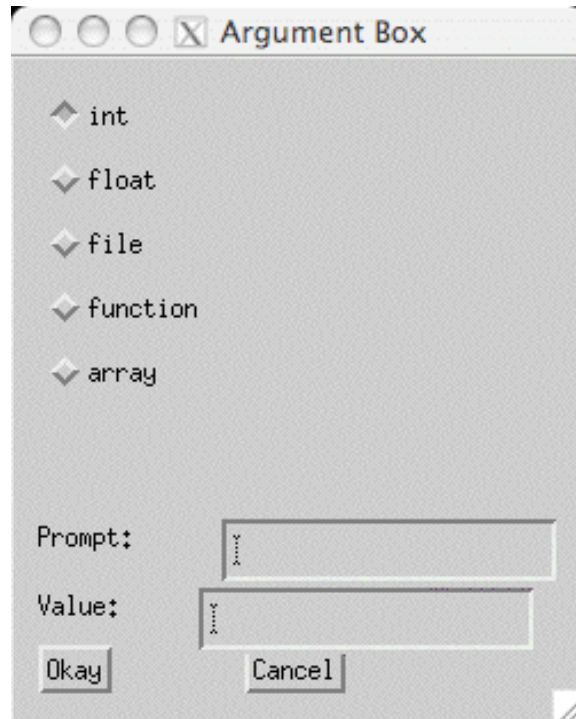 X Argument Box
int
float
file
function
array
Prompt:
Value:
Okay Cancel